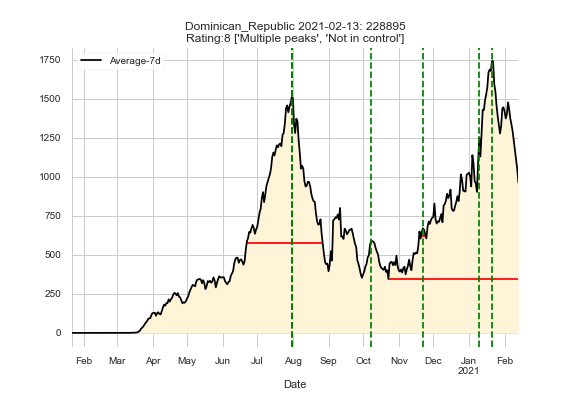 Dominican_Republic 2021-02-13: 228895
Rating:8 ['Multiple peaks', 'Not in control']
Average-7d
1750
1500
1250
1000
750
500
250
0
Feb Mar Apr May Jun Jul Aug Sep Oct Nov Dec Jan Feb
2021
Date